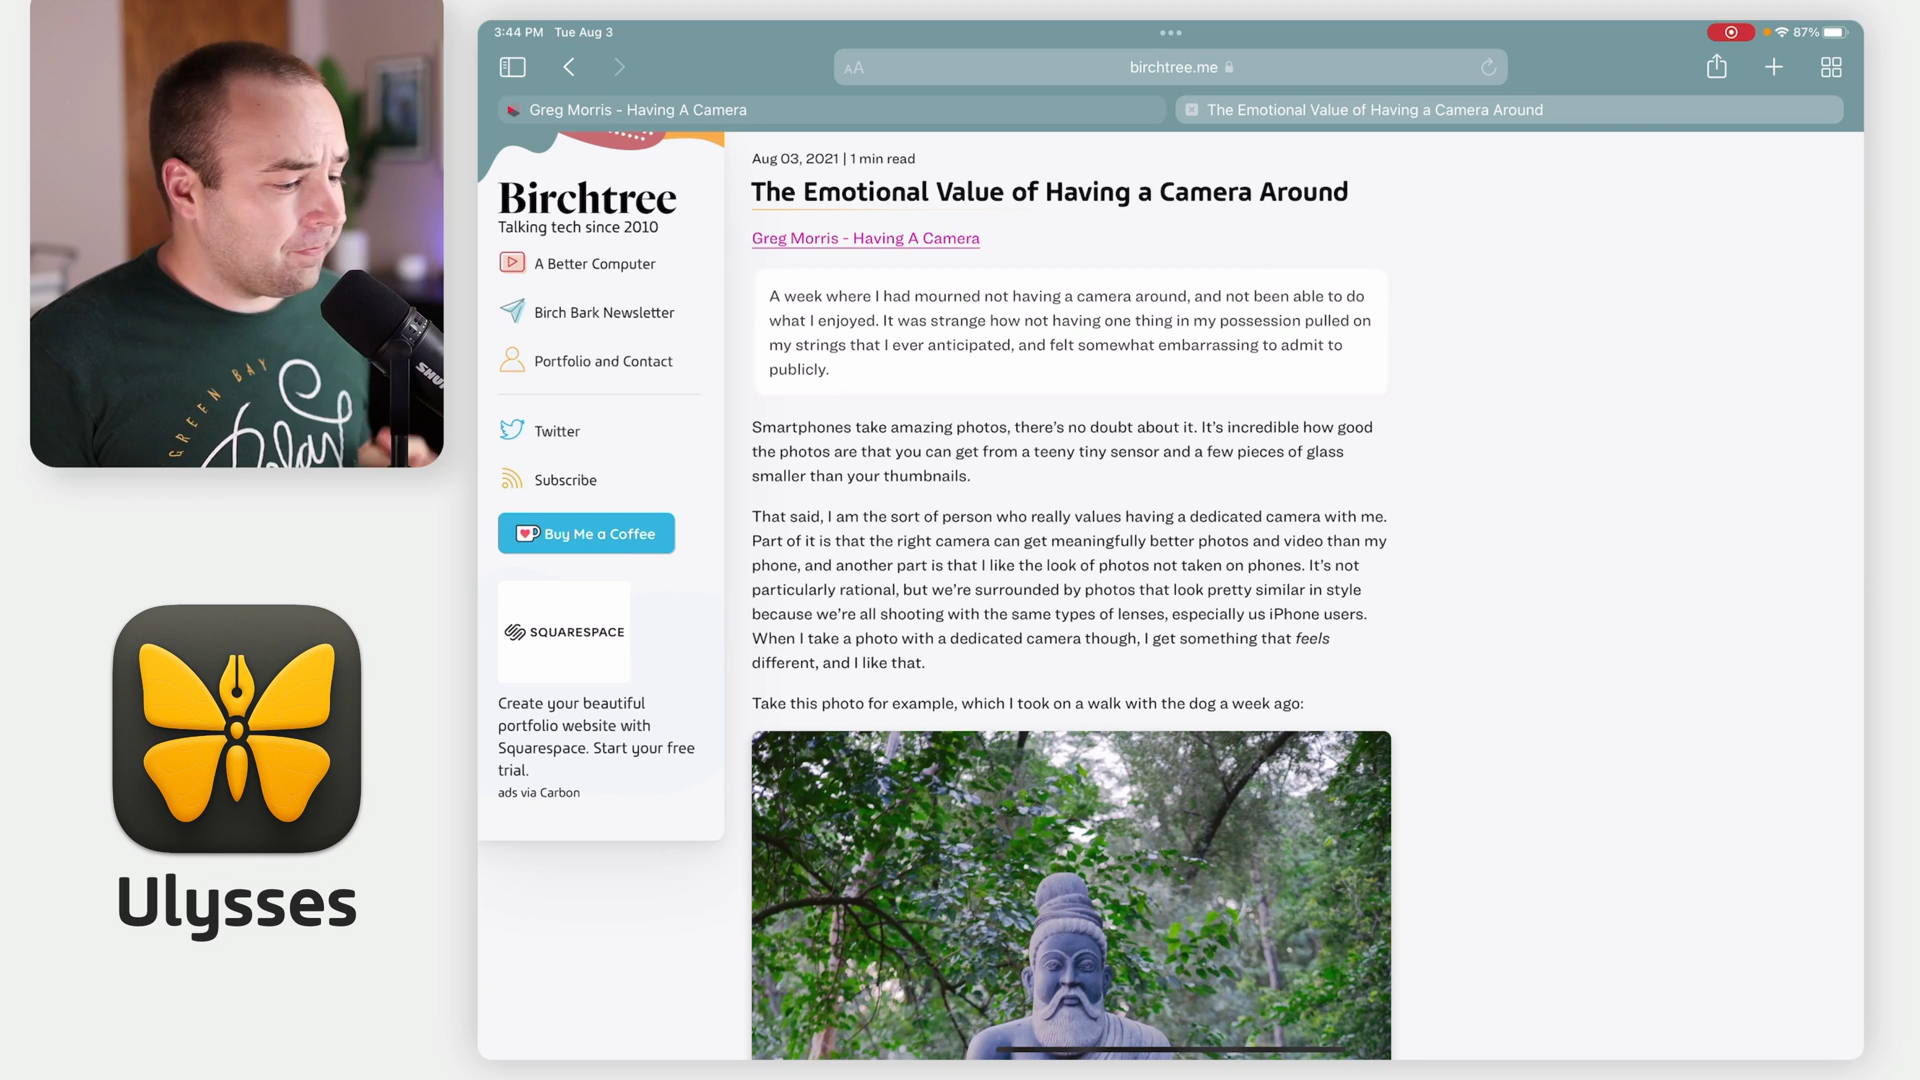 3:44 PM Tue Aug 3
87%
AA
birchtree.me
Greg Morris - Having A Camera
The Emotional Value of Having a Camera Around
Birchtree
Talking tech since 2010
A Better Computer
Birch Bark Newsletter
Portfolio and Contact
Twitter
Subscribe
Buy Me a Coffee
SQUARESPACE
Create your beautiful
portfolio website with
Squarespace. Start your free
trial.
ads via Carbon
Aug 03, 2021 | 1 min read
The Emotional Value of Having a Camera Around
Greg Morris - Having A Camera
A week where I had mourned not having a camera around, and not been able to do
what I enjoyed. It was strange how not having one thing in my possession pulled on
my strings that I ever anticipated, and felt somewhat embarrassing to admit to
publicly.
Smartphones take amazing photos, there's no doubt about it. It's incredible how good
the photos are that you can get from a teeny tiny sensor and a few pieces of glass
smaller than your thumbnails.
That said, I am the sort of person who really values having a dedicated camera with me.
Part of it is that the right camera can get meaningfully better photos and video than my
phone, and another part is that I like the look of photos not taken on phones. It's not
particularly rational, but we're surrounded by photos that look pretty similar in style
because we're all shooting with the same types of lenses, especially us iPhone users.
When I take a photo with a dedicated camera though, I get something that feels
different, and I like that.
Take this photo for example, which I took on a walk with the dog a week ago:
GREEN BAY
SHU
Ulysses